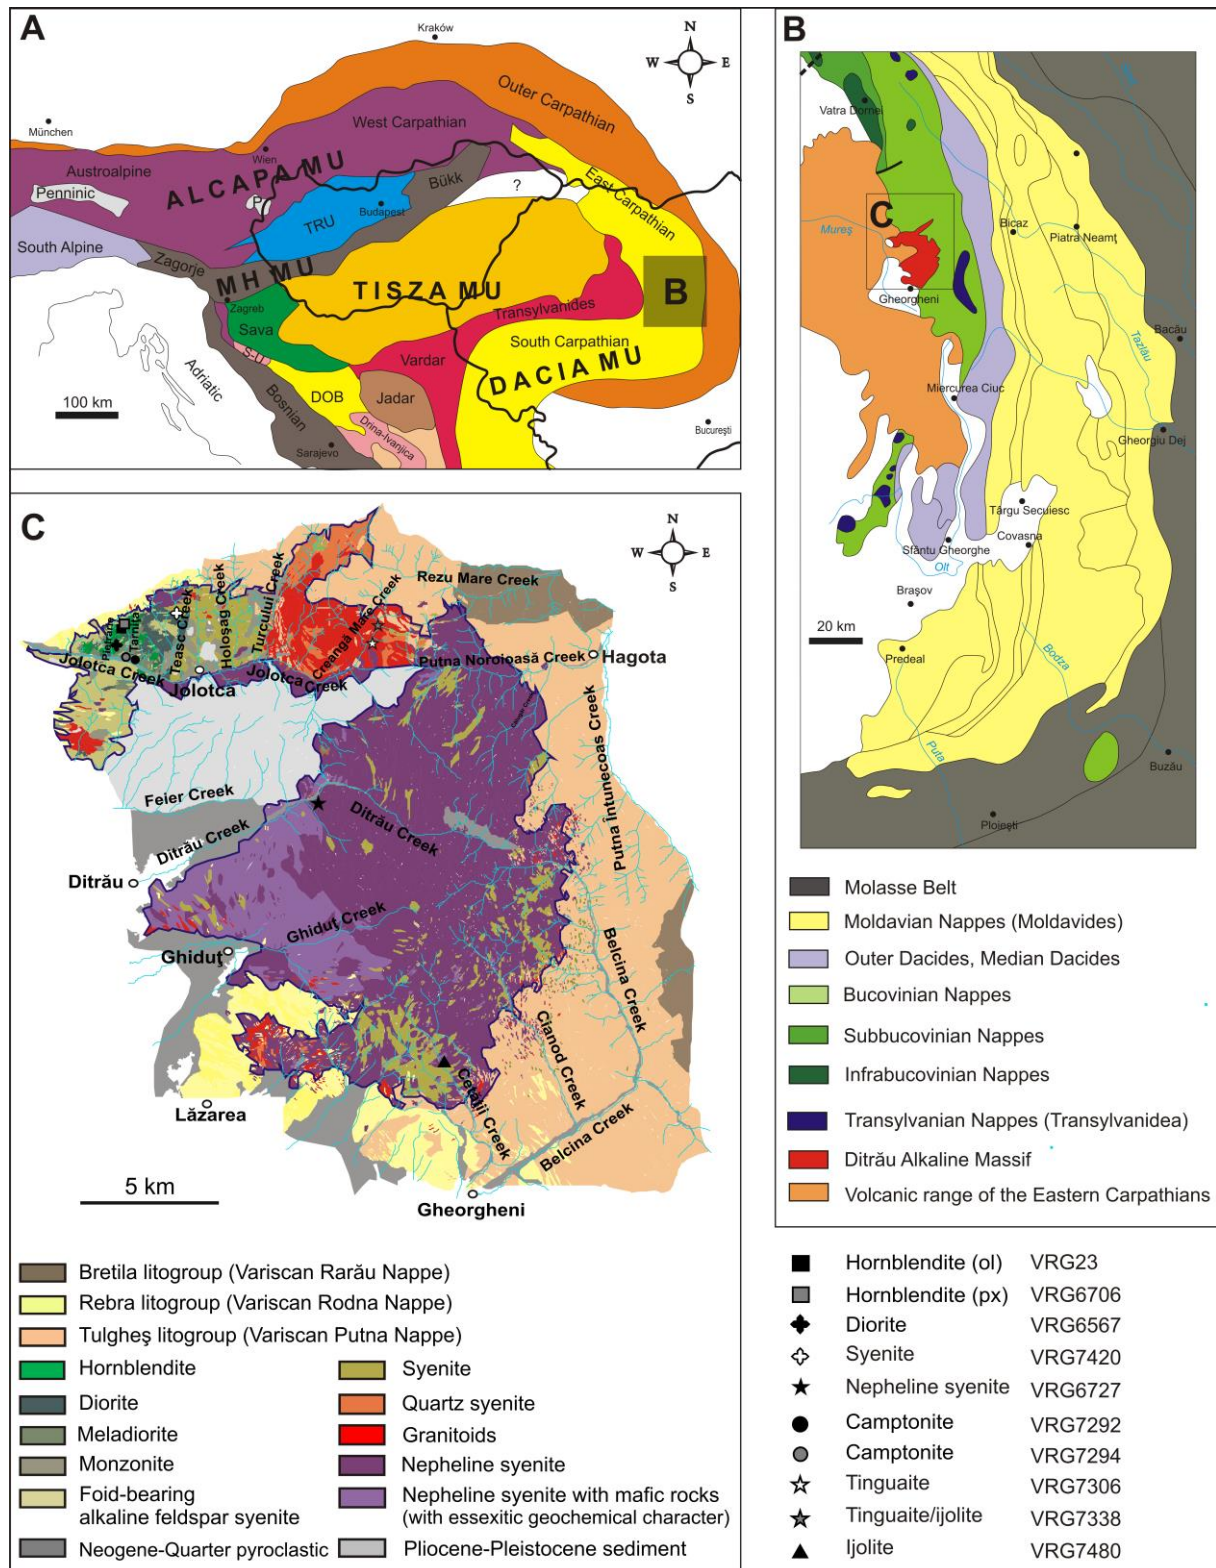 A
Kraków
N
W E
S
Outer Carpathian
München
West Carpathian
Wien
Austroalpine
ALCAPA MU
Penninic
P
Bükk
?
East Carpathian
TRU
Budapest
South Alpine
Zagorje
MH MU
TISZA MU
B
Zagreb
Sava
Transylvanides
South Carpathian
S-U
Vardar
DACIA MU
Adriatic
Bosnian
DOB
Jadar
100 km
Drina-Ivanjica
Sarajevo
Bucureşti
B
Vatra Dornei
C
Mureş
Bicaz
Piatra Neamţ
Gheorgheni
Tazlău
Bacău
Miercurea Ciuc
Gheorgiu Dej
Târgu Secuiesc
Covasna
Sfântu Gheorghe
Olt
Braşov
20 km
Predeal
Bodza
Puta
Buzău
Ploieşti
Molasse Belt
Moldavian Nappes (Moldavides)
Outer Dacides, Median Dacides
Bucovinian Nappes
Subbucovinian Nappes
Infrabucovinian Nappes
Transylvanian Nappes (Transylvanidea)
Ditrău Alkaline Massif
Volcanic range of the Eastern Carpathians
C
N
W E
S
Rezu Mare Creek
Pietrarie
Tarniţa
Teasc Creek
Holoşag Creek
Turcului Creek
Creangă Mare Creek
Jolotca Creek
Jolotca
Jolotca Creek
Putna Noroioasă Creek
Hagota
Putna Întunecoas Creek
Feier Creek
Ditrău Creek
Ditrău Creek
Ditrău
Ghiduţ Creek
Ghiduţ
Belcina Creek
Cianod Creek
Cetatii Creek
Lăzarea
Belcina Creek
5 km
Gheorgheni
Bretila litogroup (Variscan Rarău Nappe)
Rebra litogroup (Variscan Rodna Nappe)
Tulgheş litogroup (Variscan Putna Nappe)
Hornblendite
Diorite
Meladiorite
Monzonite
Foid-bearing
alkaline feldspar syenite
Neogene-Quarter pyroclastic
Syenite
Quartz syenite
Granitoids
Nepheline syenite
Nepheline syenite with mafic rocks
(with essexitic geochemical character)
Pliocene-Pleistocene sediment
Hornblendite (ol) VRG23
Hornblendite (px) VRG6706
Diorite VRG6567
Syenite VRG7420
Nepheline syenite VRG6727
Camptonite VRG7292
Camptonite VRG7294
Tinguaite VRG7306
Tinguaite/ijolite VRG7338
Ijolite VRG7480